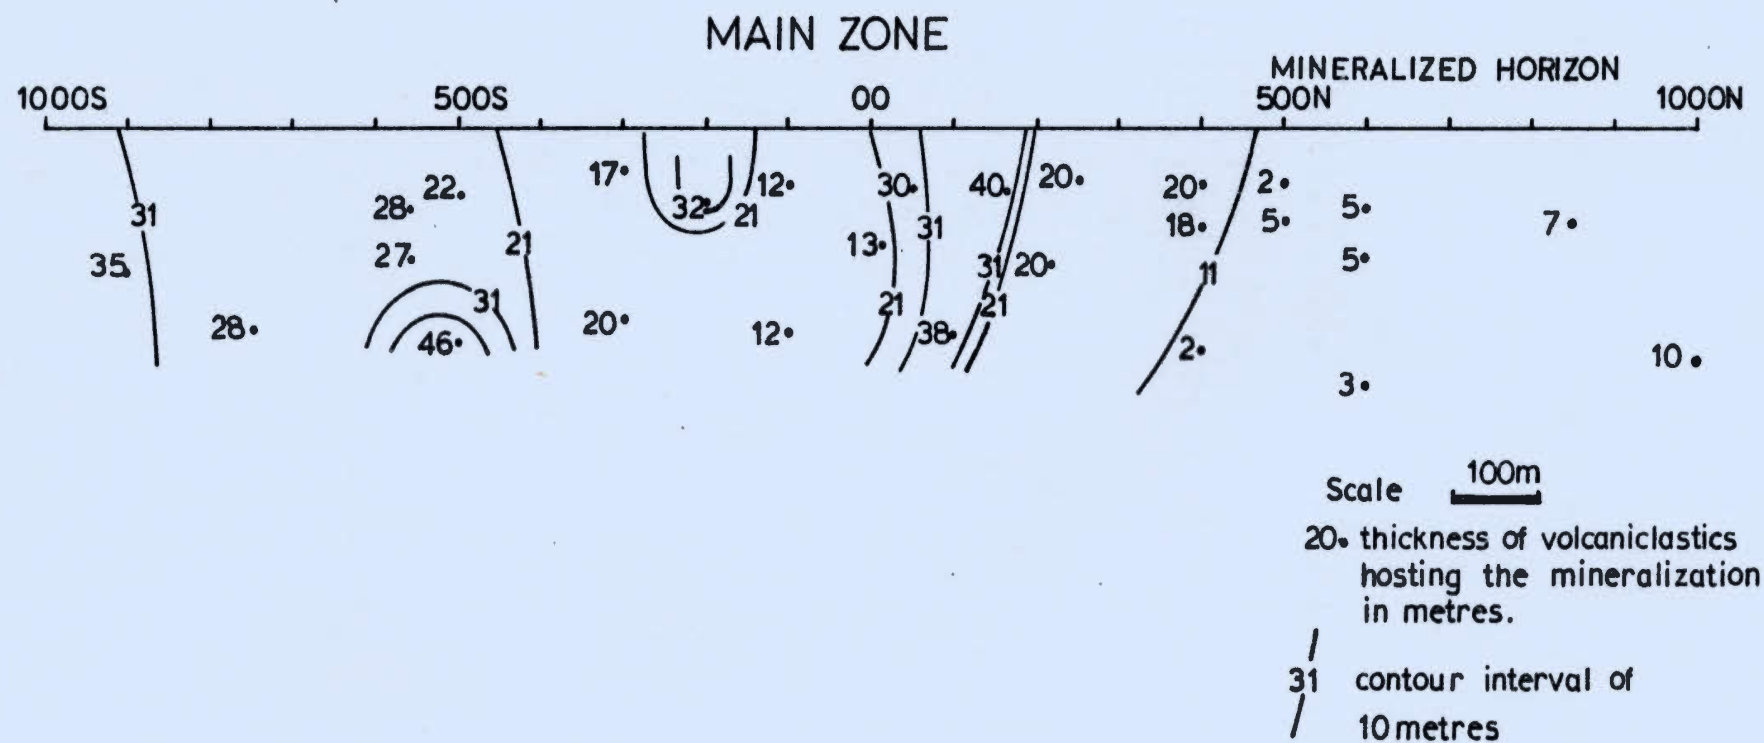 MAIN ZONE
MINERALIZED HORIZON
1000S 500S 00 500N 1000N
17. 12. 30. 40. 20. 20. 2.
22. 28. 32. 21 18. 5. 5. 7.
31 21 31
13.
35. 27. 31 20. 11 5.
31 21 21
28. 20. 12. 38.
46. 2. 10.
3.
Scale 100m
20. thickness of volcaniclastics
hosting the mineralization
in metres.
31 contour interval of
10 metres